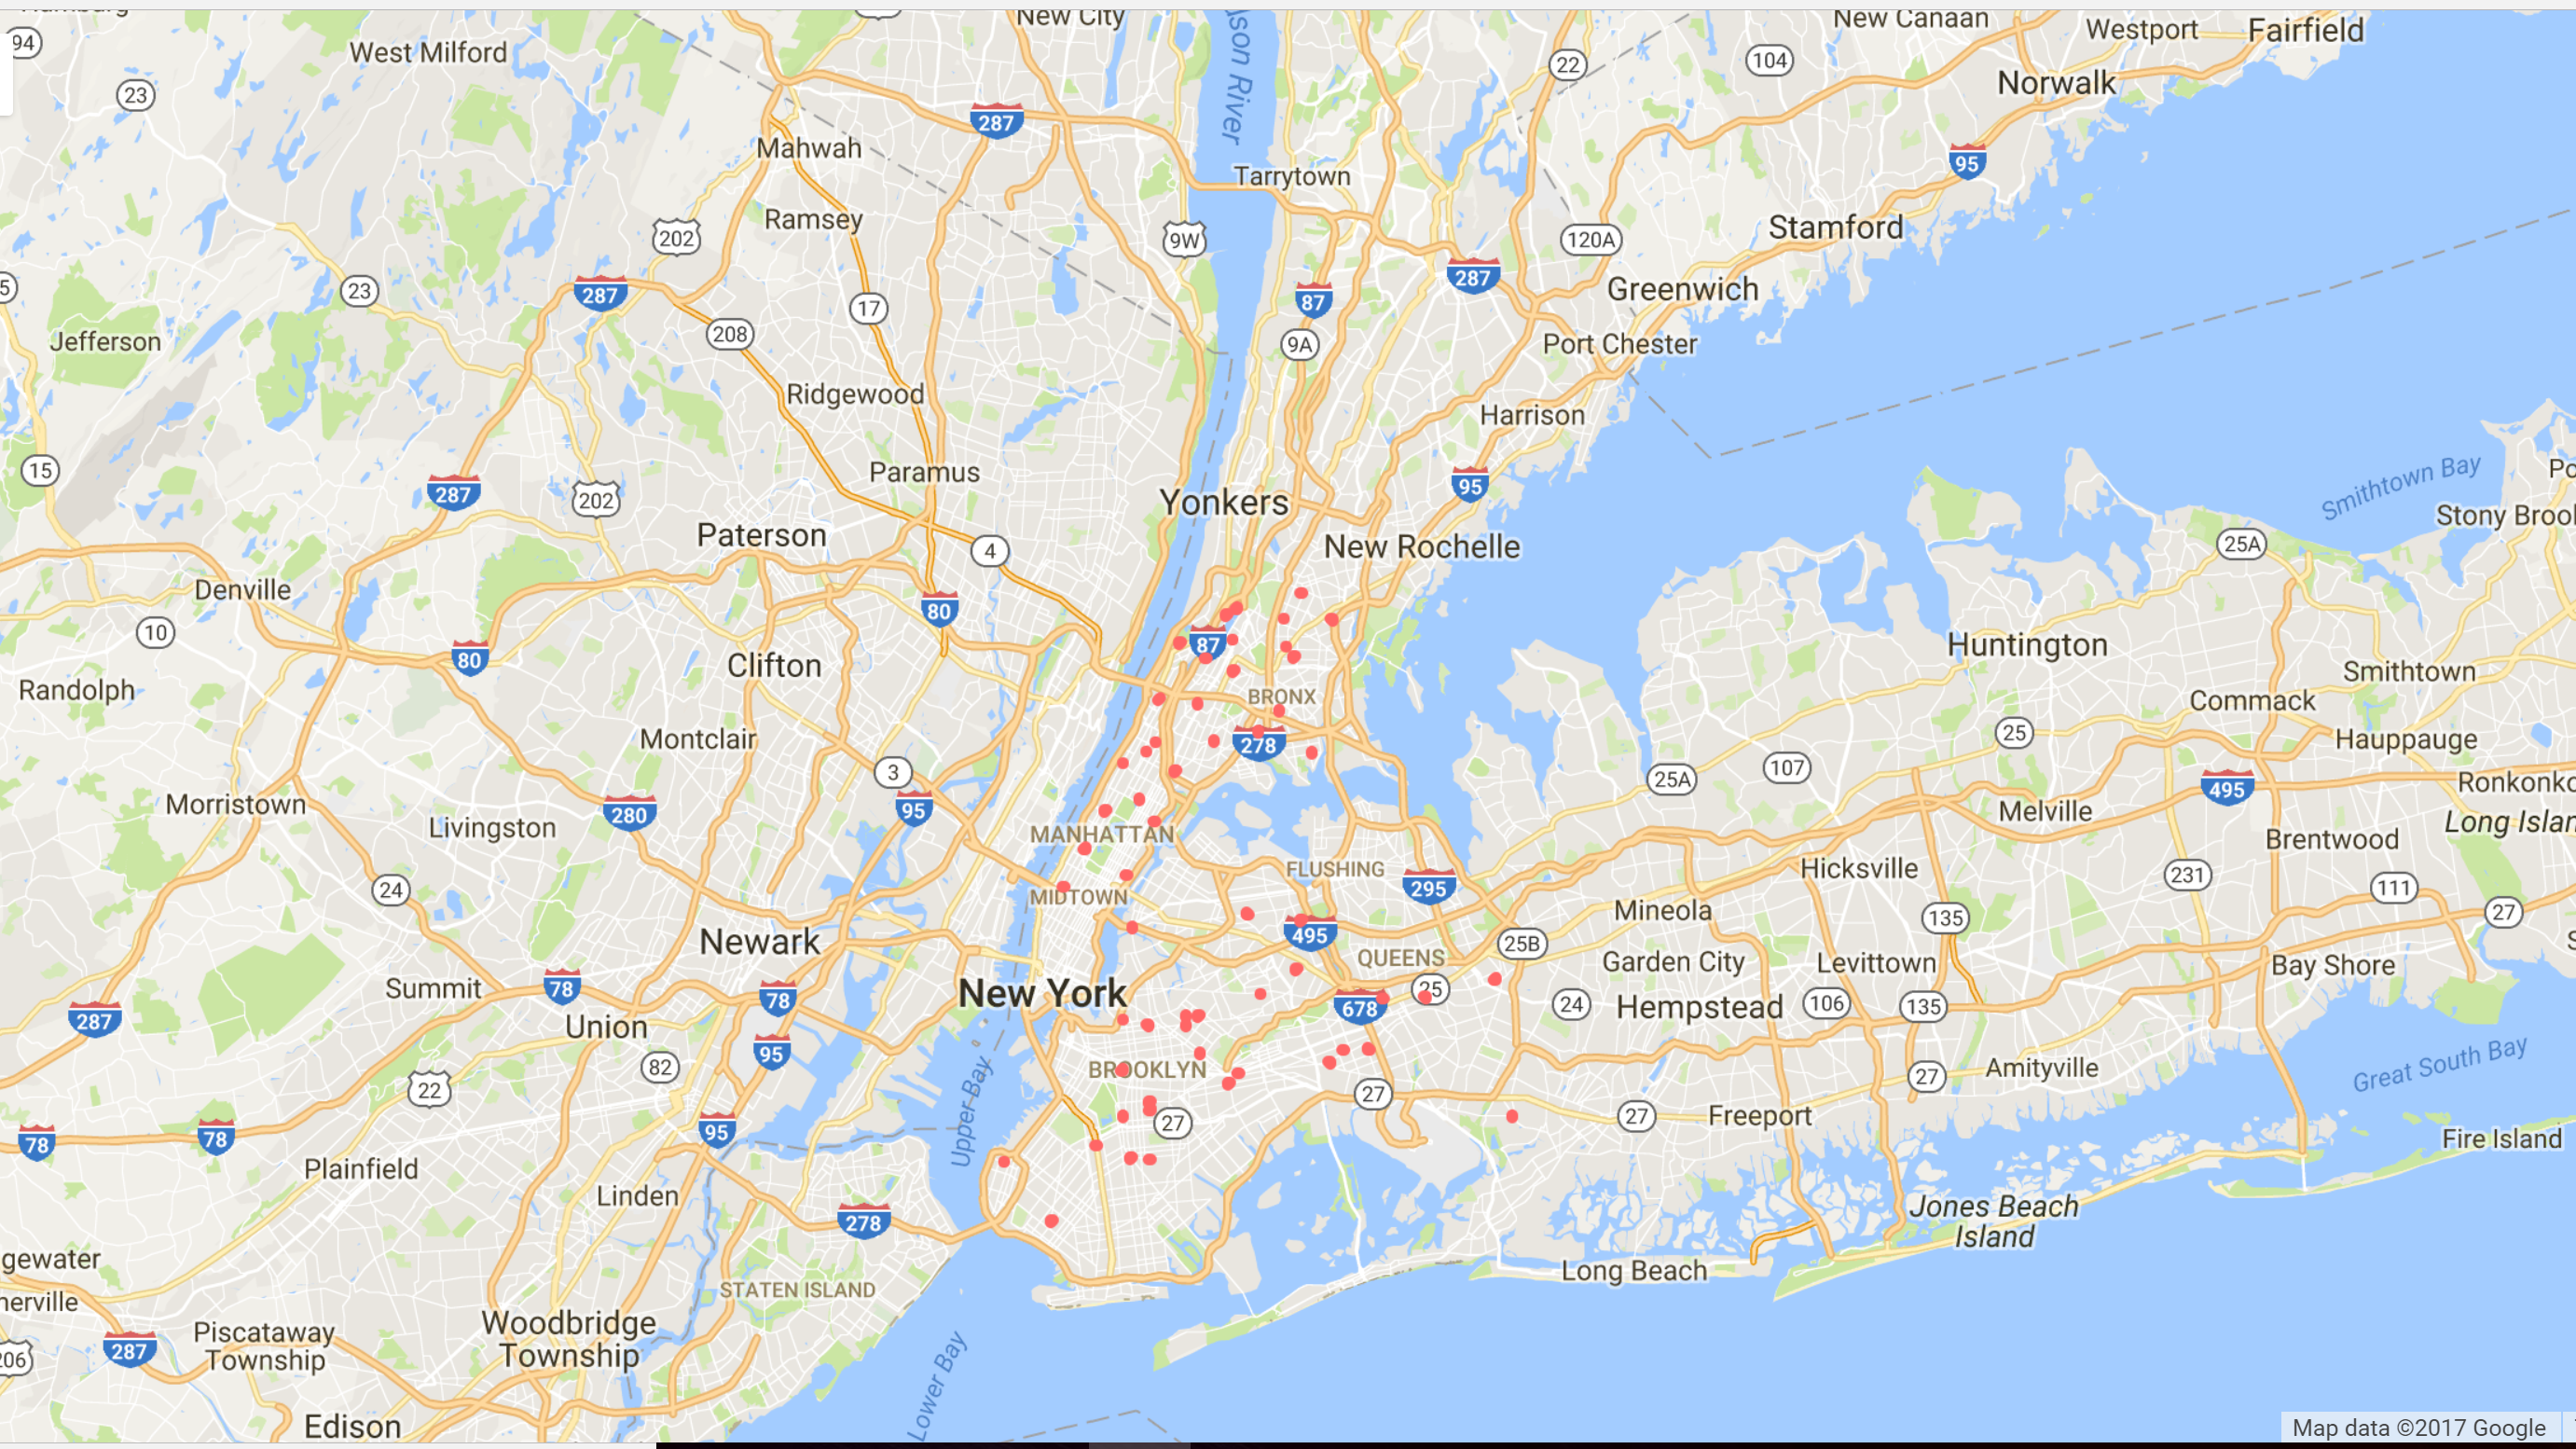 New City
New Canaan
Westport
Fairfield
94
West Milford
22
104
23
Norwalk
287
Mahwah
95
Tarrytown
Ramsey
202
9W
120A
Stamford
287
23
287
87
Greenwich
17
208
9A
Jefferson
Port Chester
Ridgewood
Harrison
15
Paramus
287
202
95
Smithtown Bay
Yonkers
Stony Brool
Paterson
4
New Rochelle
25A
Denville
80
10
87
Huntington
80
Clifton
Smithtown
Randolph
BRONX
Commack
Montclair
278
25
Hauppauge
3
25A
107
Ronkonko
495
Morristown
280
95
Melville
Livingston
MANHATTAN
Brentwood
Long Islan
FLUSHING
Hicksville
24
MIDTOWN
295
231
111
Mineola
135
27
Newark
495
25B
QUEENS
Garden City
Levittown
Bay Shore
Summit
78
78
New York
25
678
24
Hempstead
106
135
287
Union
95
82
BROOKLYN
Amityville
Great South Bay
22
27
27
Upper Bay
27
27
Freeport
78
78
95
Fire Island
Plainfield
Linden
278
Jones Beach
Island
gewater
Long Beach
STATEN ISLAND
nerville
Woodbridge
Township
Piscataway
Township
287
206
Lower Bay
Edison
Map data ©2017 Google